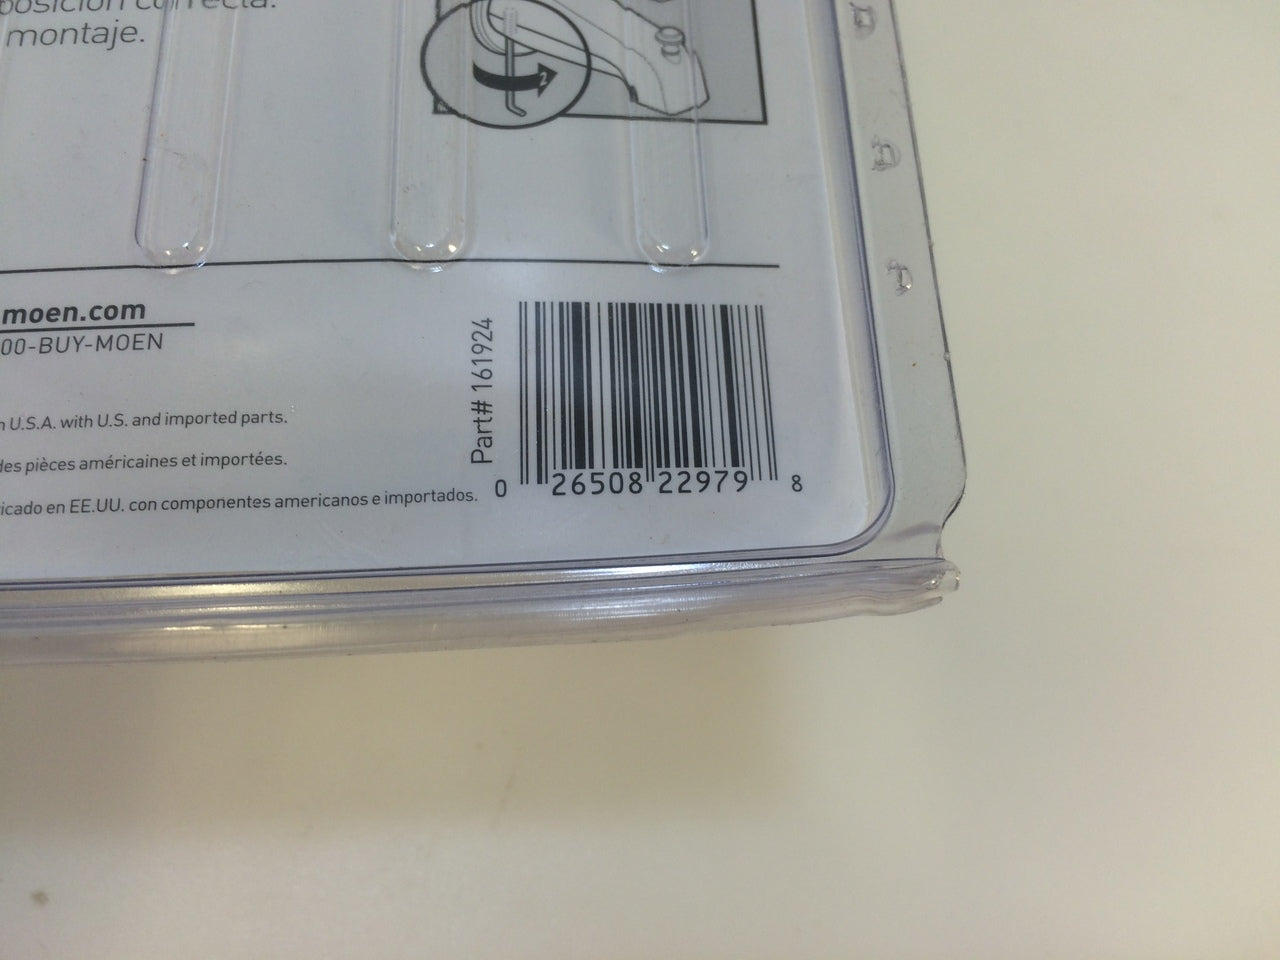 montaje.
2
moen.com
00-BUY-MOEN
U.S.A. with U.S. and imported parts.
des pièces américaines et importées.
en EE.UU. con componentes americanos e importados.
Part# 161924
0 26508 22979 8